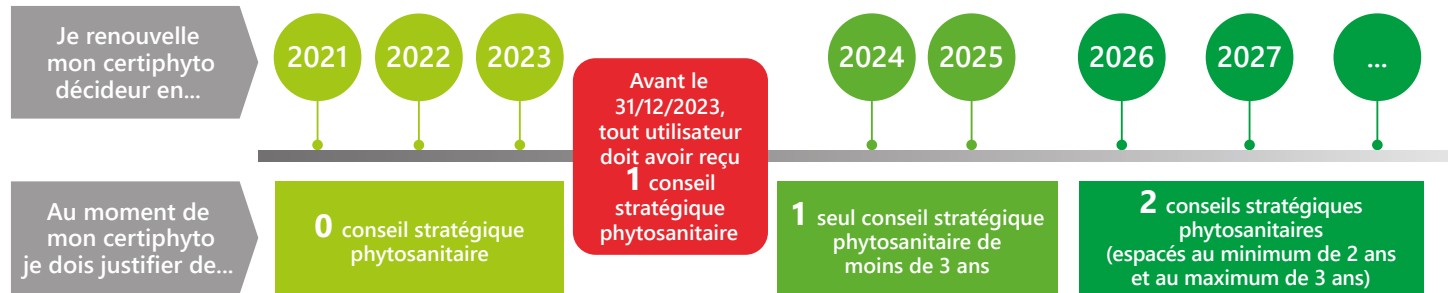 Je renouvelle
mon certiphyto
décideur en...
2021
2022
2023
Avant le
31/12/2023,
tout utilisateur
doit avoir reçu
1 conseil
stratégique
phytosanitaire
2024
2025
2026
2027
...
Au moment de
mon certiphyto
je dois justifier de...
0 conseil stratégique
phytosanitaire
1 seul conseil stratégique
phytosanitaire de
moins de 3 ans
2 conseils stratégiques
phytosanitaires
(espacés au minimum de 2 ans
et au maximum de 3 ans)